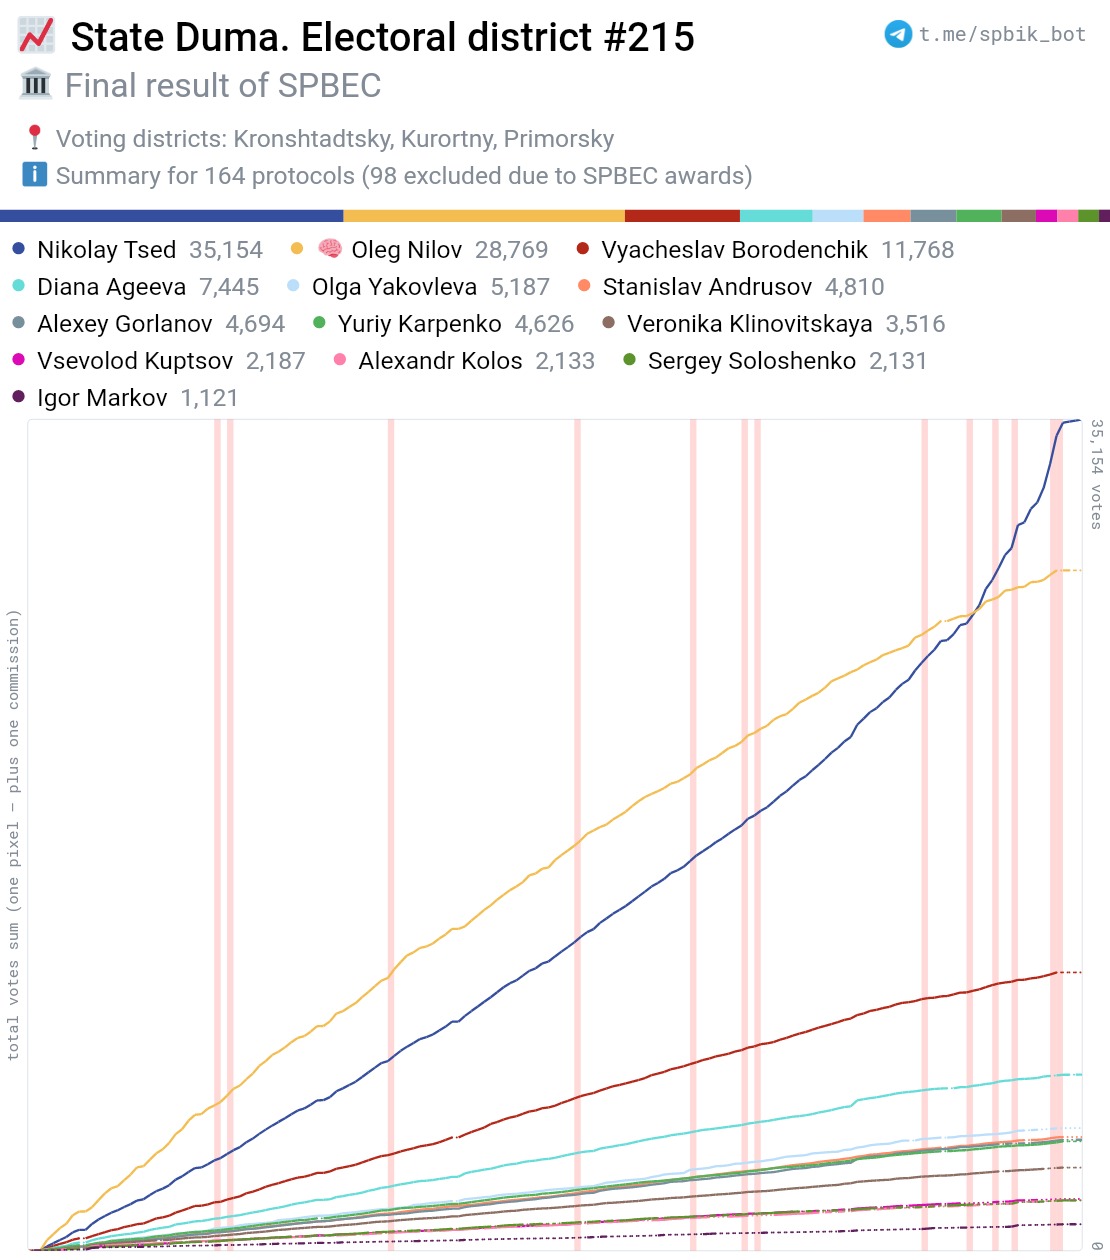 State Duma. Electoral district #215
t.me/spbik_bot
Final result of SPBEC
Voting districts: Kronshtadtsky, Kurortny, Primorsky
Summary for 164 protocols (98 excluded due to SPBEC awards)
Nikolay Tsed 35,154 Oleg Nilov 28,769 Vyacheslav Borodenchik 11,768
Diana Ageeva 7,445 Olga Yakovleva 5,187 Stanislav Andrusov 4,810
Alexey Gorlanov 4,694 Yuriy Karpenko 4,626 Veronika Klinovitskaya 3,516
Vsevolod Kuptsov 2,187 Alexandr Kolos 2,133 Sergey Soloshenko 2,131
Igor Markov 1,121
35,154 votes
total votes sum (one pixel – plus one commission)
0